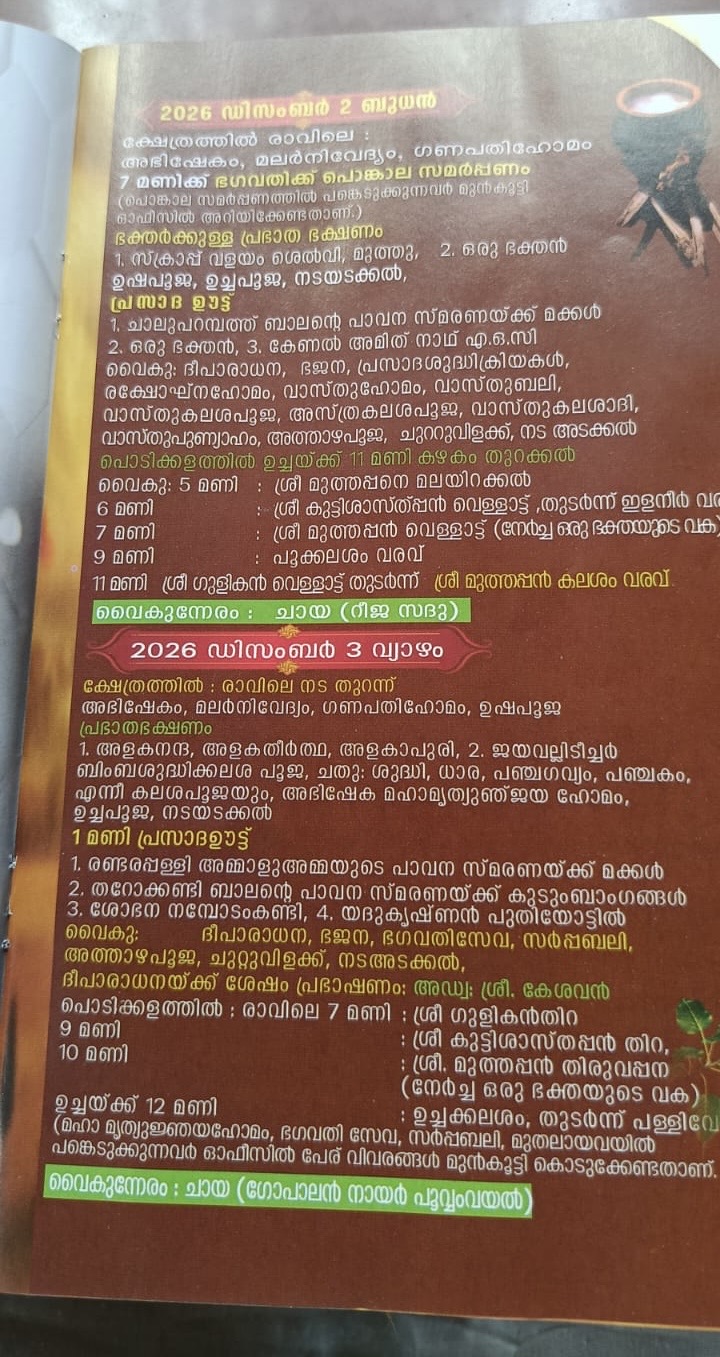 2026 ഡിസംബർ 2 ബുധൻ
ക്ഷേത്രത്തിൽ രാവിലെ :
അഭിഷേകം, മലർനിവേദ്യം, ഗണപതിഹോമം
7 മണിക്ക് ഭഗവതിക്ക് പൊങ്കാല സമർപ്പണം
(പൊങ്കാല സമർപ്പണത്തിൽ പങ്കെടുക്കുന്നവർ മുൻകൂട്ടി
ഓഫീസിൽ അറിയിക്കേണ്ടതാണ്.)
ഭക്തർക്കുള്ള പ്രഭാത ഭക്ഷണം
1. സ്ക്രാപ്പ് വളയം ശെൽവി, മുത്തു, 2. ഒരു ഭക്തൻ
ഉഷപൂജ, ഉച്ചപൂജ, നടയടക്കൽ,
പ്രസാദ ഊട്ട്
1. ചാലുപറമ്പത്ത് ബാലന്റെ പാവന സ്മരണയ്ക്ക് മക്കൾ
2. ഒരു ഭക്തൻ, 3. കേണൽ അമിത് നാഥ് എ.ഒ.സി
വൈകു: ദീപാരാധന, ഭജന, പ്രസാദശുദ്ധിക്രിയകൾ,
രക്ഷോഘ്നഹോമം, വാസ്തുഹോമം, വാസ്തുബലി,
വാസ്തുകലശപൂജ, അസ്ത്രകലശപൂജ, വാസ്തുകലശാദി,
വാസ്തുപുണ്യാഹം, അത്താഴപൂജ, ചുററുവിളക്ക്, നട അടക്കൽ
പൊടിക്കളത്തിൽ ഉച്ചയ്ക്ക് 11 മണി കഴകം തുറക്കൽ
വൈകു: 5 മണി : ശ്രീ മുത്തപ്പനെ മലയിറക്കൽ
6 മണി : ശ്രീ കുട്ടിശാസ്ത്പ്പൻ വെള്ളാട്ട് ,തുടർന്ന് ഇളനീർ
7 മണി : ശ്രീ മുത്തപ്പൻ വെള്ളാട്ട് (നേർച്ച ഒരു ഭക്തയുടെ വക)
9 മണി : പൂക്കലശം വരവ്
11 മണി ശ്രീ ഗുളികൻ വെള്ളാട്ട് തുടർന്ന് ശ്രീ മുത്തപ്പൻ കലശം വരവ്.
വൈകുന്നേരം : ചായ (റീജ സദു)
2026 ഡിസംബർ 3 വ്യാഴം
ക്ഷേത്രത്തിൽ : രാവിലെ നട തുറന്ന്
അഭിഷേകം, മലർനിവേദ്യം, ഗണപതിഹോമം, ഉഷപൂജ
പ്രഭാതഭക്ഷണം
1. അളകനന്ദ, അളകതീർത്ഥ, അളകാപുരി, 2. ജയവല്ലിടീച്ചർ
ബിംബശുദ്ധിക്കലശ പൂജ, ചതു: ശുദ്ധി, ധാര, പഞ്ചഗവ്യം, പഞ്ചകം,
എന്നീ കലശപൂജയും, അഭിഷേക മഹാമൃത്യുഞ്ജയ ഹോമം,
ഉച്ചപൂജ, നടയടക്കൽ
1 മണി പ്രസാദഊട്ട്
1. രണ്ടരപ്പള്ളി അമ്മാളുഅമ്മയുടെ പാവന സ്മരണയ്ക്ക് മക്കൾ
2. തറോക്കണ്ടി ബാലന്റെ പാവന സ്മരണയ്ക്ക് കുടുംബാംഗങ്ങൾ
3. ശോഭന നമ്പോടംകണ്ടി, 4. യദുകൃഷ്ണൻ പുതിയോട്ടിൽ
വൈകു: ദീപാരാധന, ഭജന, ഭഗവതിസേവ, സർപ്പബലി,
അത്താഴപൂജ, ചുറ്റുവിളക്ക്, നടഅടക്കൽ,
ദീപാരാധനയ്ക്ക് ശേഷം പ്രഭാഷണം: അഡ്വ: ശ്രീ. കേശവൻ
പൊടിക്കളത്തിൽ : രാവിലെ 7 മണി : ശ്രീ ഗുളികൻതിറ
9 മണി : ശ്രീ കുട്ടിശാസ്തപ്പൻ തിറ,
10 മണി : ശ്രീ. മുത്തപ്പൻ തിരുവപ്പന
(നേർച്ച ഒരു ഭക്തയുടെ വക)
ഉച്ചയ്ക്ക് 12 മണി : ഉച്ചക്കലശം, തുടർന്ന്
(മഹാ മൃത്യുഞ്ജയഹോമം, ഭഗവതി സേവ, സർപ്പബലി, മുതലായവയിൽ
പങ്കെടുക്കുന്നവർ ഓഫീസിൽ പേര് വിവരങ്ങൾ മുൻകൂട്ടി കൊടുക്കേണ്ടതാണ്.
വൈകുന്നേരം : ചായ (ഗോപാലൻ നായർ പൂവ്വംവയൽ)